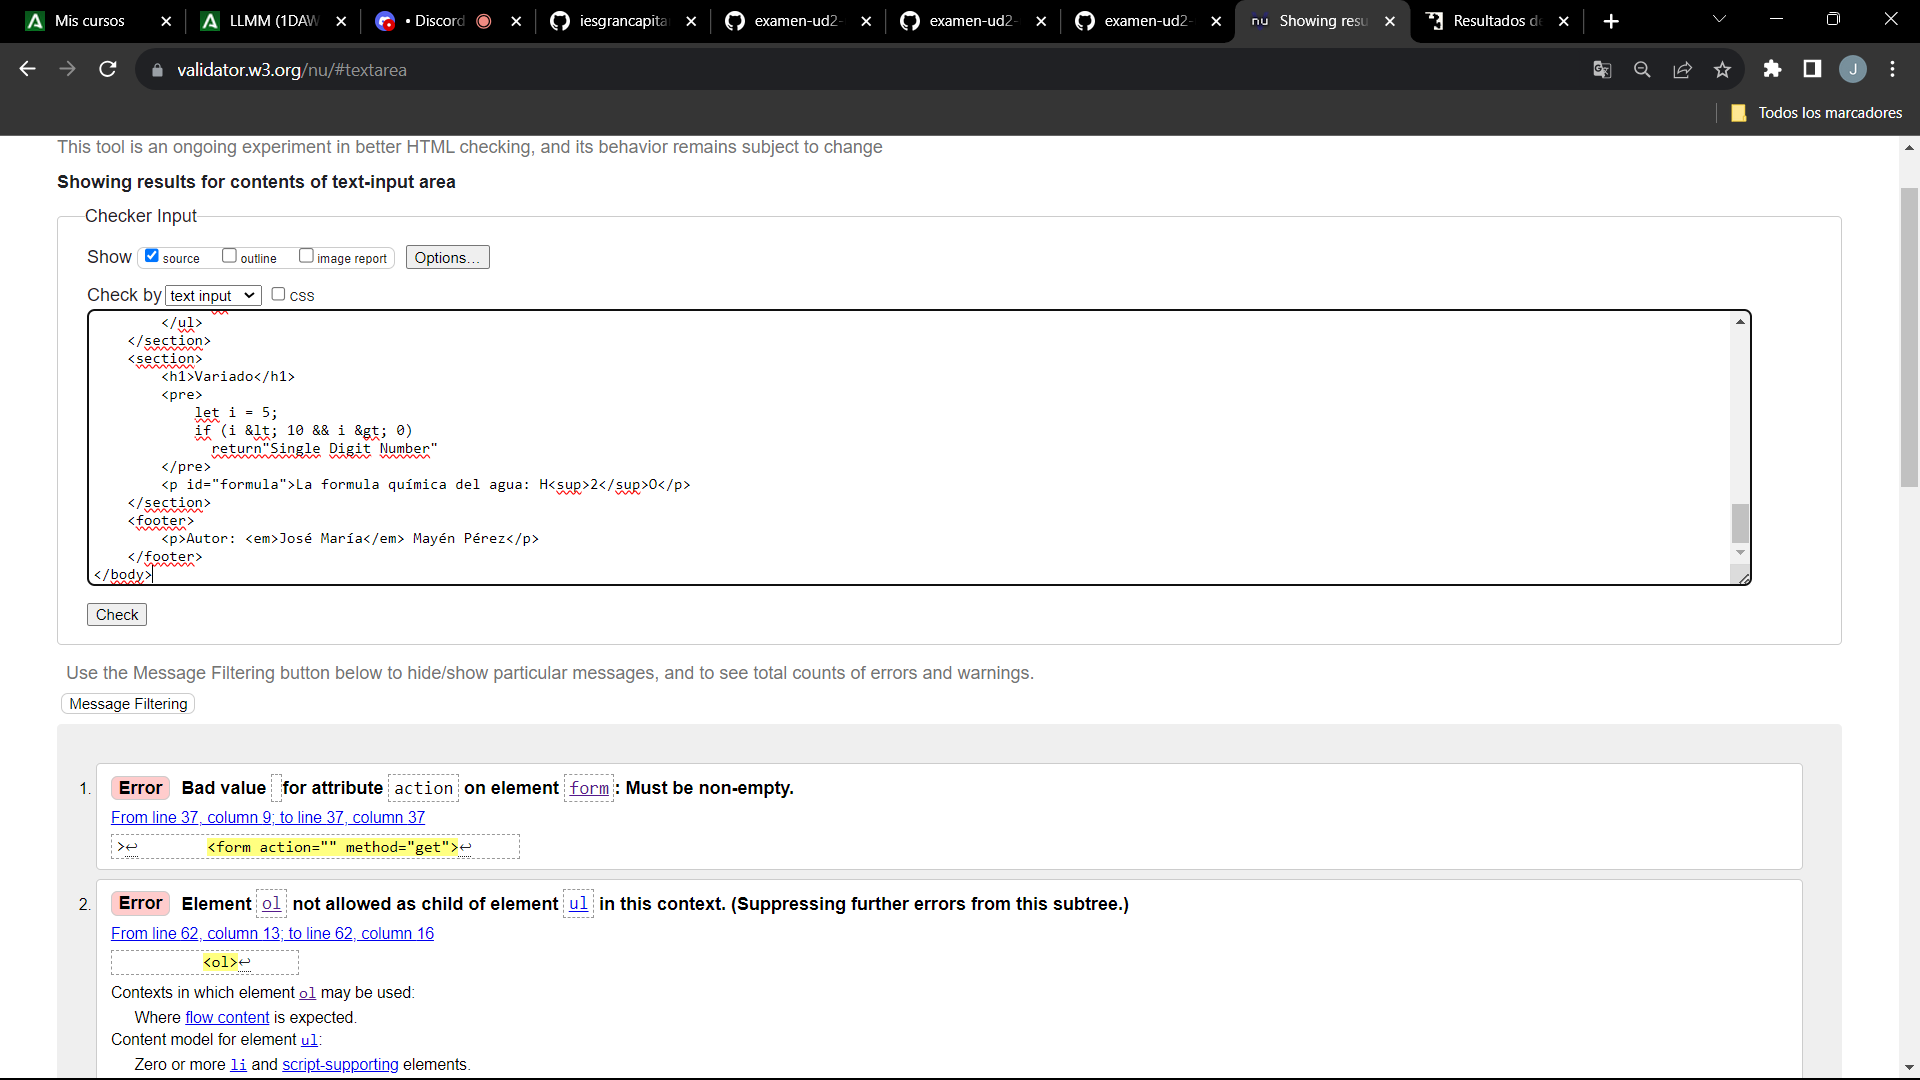 Mis cursos
LLMM (1DAW
• Discord
iesgrancapita
examen-ud2-
examen-ud2-
examen-ud2-
nu Showing resu
Resultados de
validator.w3.org/nu/#textarea
J
Todos los marcadores
This tool is an ongoing experiment in better HTML checking, and its behavior remains subject to change
Showing results for contents of text-input area
Checker Input
Show source outline image report Options...
Check by text input css
</ul>
</section>
<section>
<h1>Variado</h1>
<pre>
let i = 5;
if (i &lt; 10 && i &gt; 0)
return"Single Digit Number"
</pre>
<p id="formula">La formula química del agua: H<sup>2</sup>O</p>
</section>
<footer>
<p>Autor: <em>José María</em> Mayén Pérez</p>
</footer>
</body>
Check
Use the Message Filtering button below to hide/show particular messages, and to see total counts of errors and warnings.
Message Filtering
1. Error Bad value for attribute action on element form: Must be non-empty.
From line 37, column 9; to line 37, column 37
>↩ <form action="" method="get">↩
2. Error Element ol not allowed as child of element ul in this context. (Suppressing further errors from this subtree.)
From line 62, column 13; to line 62, column 16
<ol>↩
Contexts in which element ol may be used:
Where flow content is expected.
Content model for element ul:
Zero or more li and script-supporting elements.